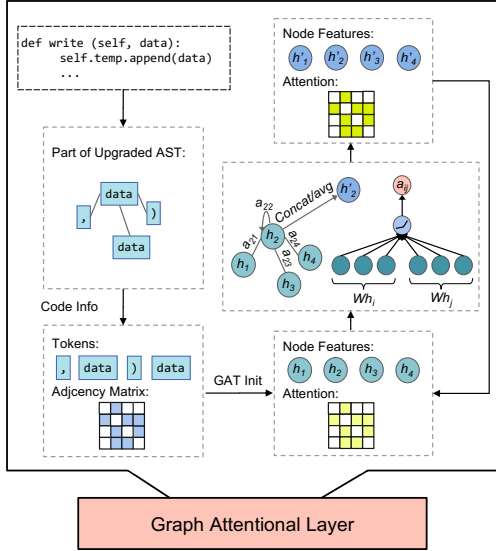 def write (self, data):
self.temp.append(data)
...
Part of Upgraded AST:
data
, )
data
Code Info
Tokens:
, data ) data
Adjcency Matrix:
GAT Init
Node Features:
h'1 h'2 h'3 h'4
Attention:
a22 Concat/avg h'2 aij
a21 h2 a24
h1 a23 h4
h3
Whi Whj
Node Features:
h1 h2 h3 h4
Attention:
Graph Attentional Layer